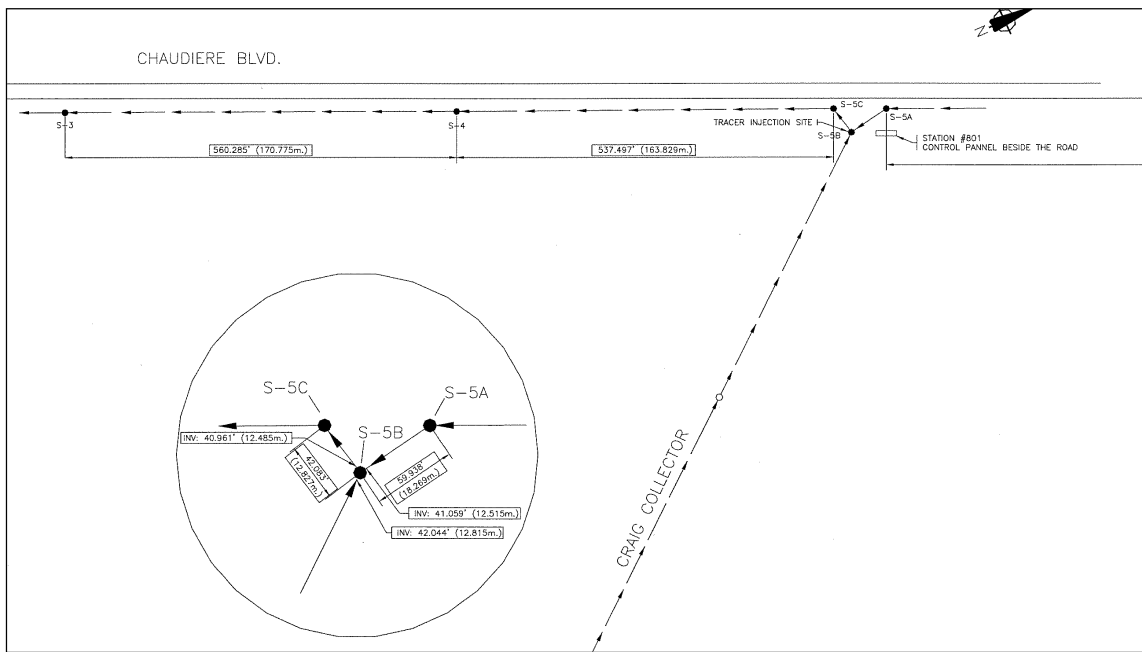 N
CHAUDIERE BLVD.
S-3
S-4
S-5C
S-5A
TRACER INJECTION SITE
S-5B
STATION #801
CONTROL PANNEL BESIDE THE ROAD
560.285' (170.775m.)
537.497' (163.829m.)
S-5C
S-5A
S-5B
INV: 40.961' (12.485m.)
42.083'
(12.827m.)
59.938'
(18.269m.)
INV: 41.059' (12.515m.)
INV: 42.044' (12.815m.)
CRAIG COLLECTOR